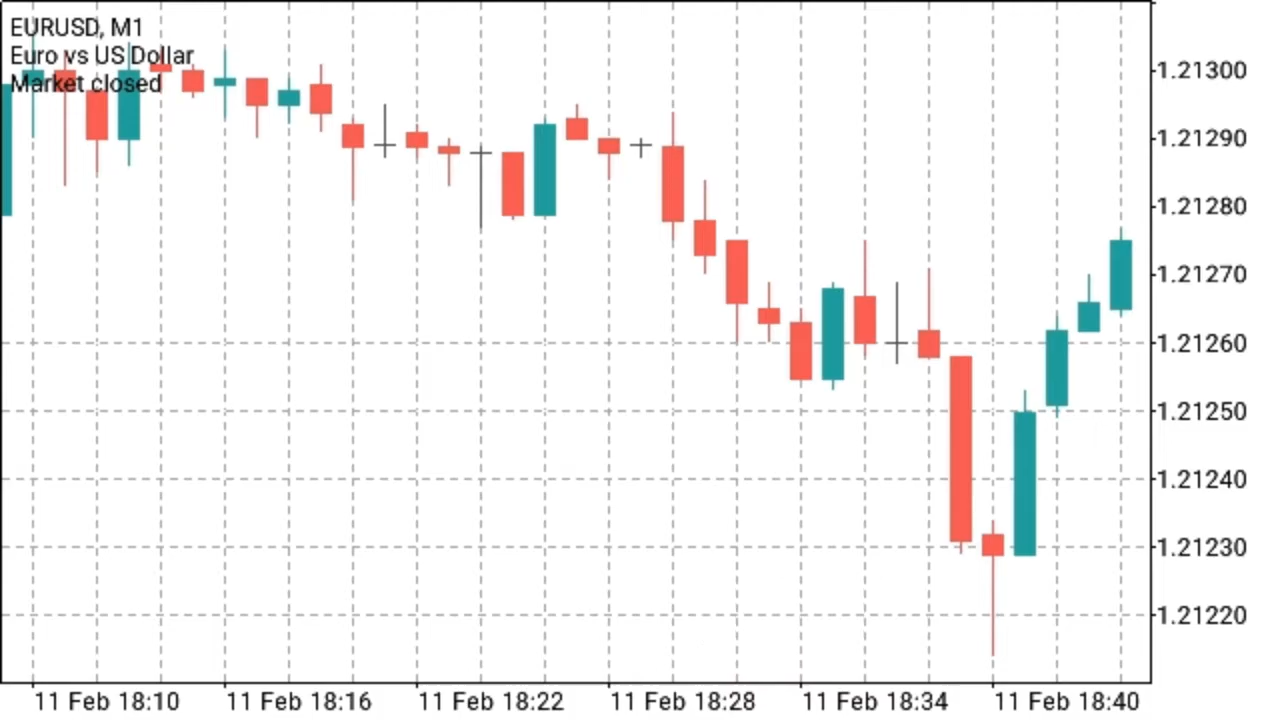 EURUSD, M1
Euro vs US Dollar
Market closed
1.21300
1.21290
1.21280
1.21270
1.21260
1.21250
1.21240
1.21230
1.21220
11 Feb 18:10 11 Feb 18:16 11 Feb 18:22 11 Feb 18:28 11 Feb 18:34 11 Feb 18:40